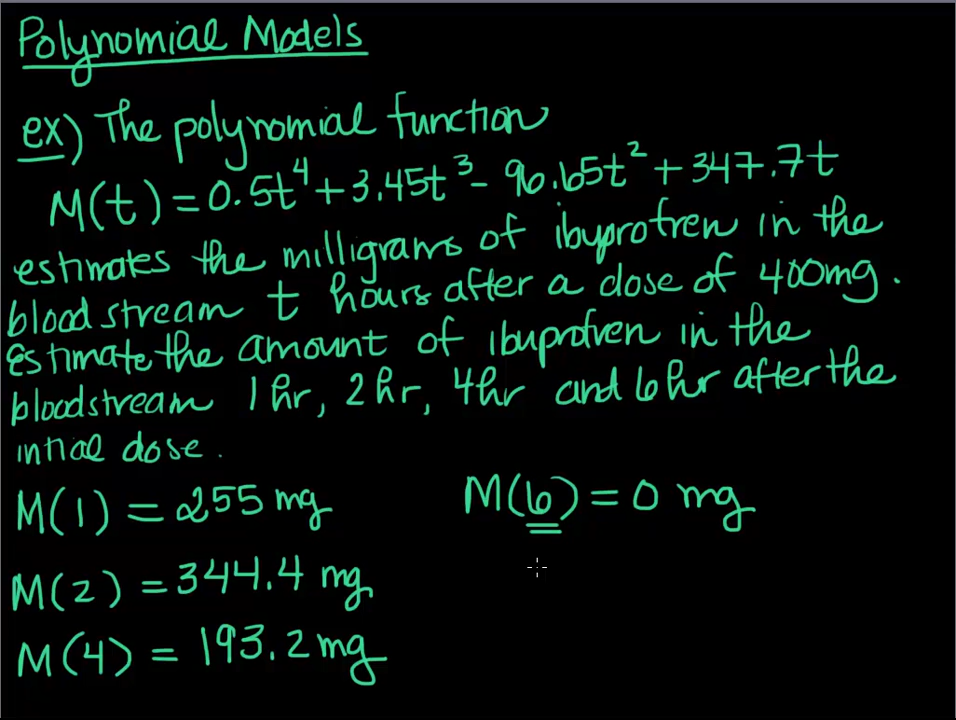 Polynomial Models
ex) The polynomial function
M(t) = 0.5t⁴ + 3.45t³ - 96.65t² + 347.7t
estimates the milligrams of ibuprofren in the
bloodstream t hours after a dose of 400mg.
Estimate the amount of ibuprofren in the
bloodstream 1hr, 2hr, 4hr and 6hr after the
intial dose.
M(1) = 255 mg
M(2) = 344.4 mg
M(4) = 193.2 mg
M(6) = 0 mg